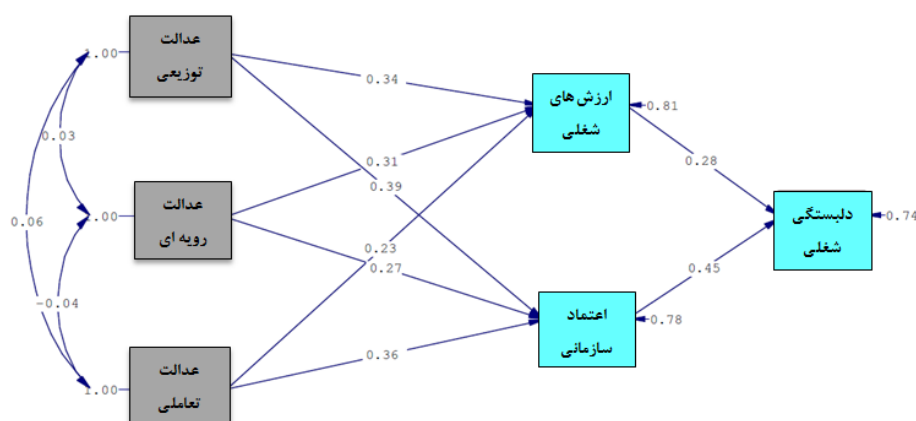 عدالت
توزیعی
1.00
0.34
ارزش های
شغلی
0.81
0.03
0.31
0.28
0.39
عدالت
رویه ای
1.00
0.06
دلبستگی
شغلی
0.74
0.23
0.27
0.45
-0.04
اعتماد
سازمانی
0.78
0.36
عدالت
تعاملی
1.00